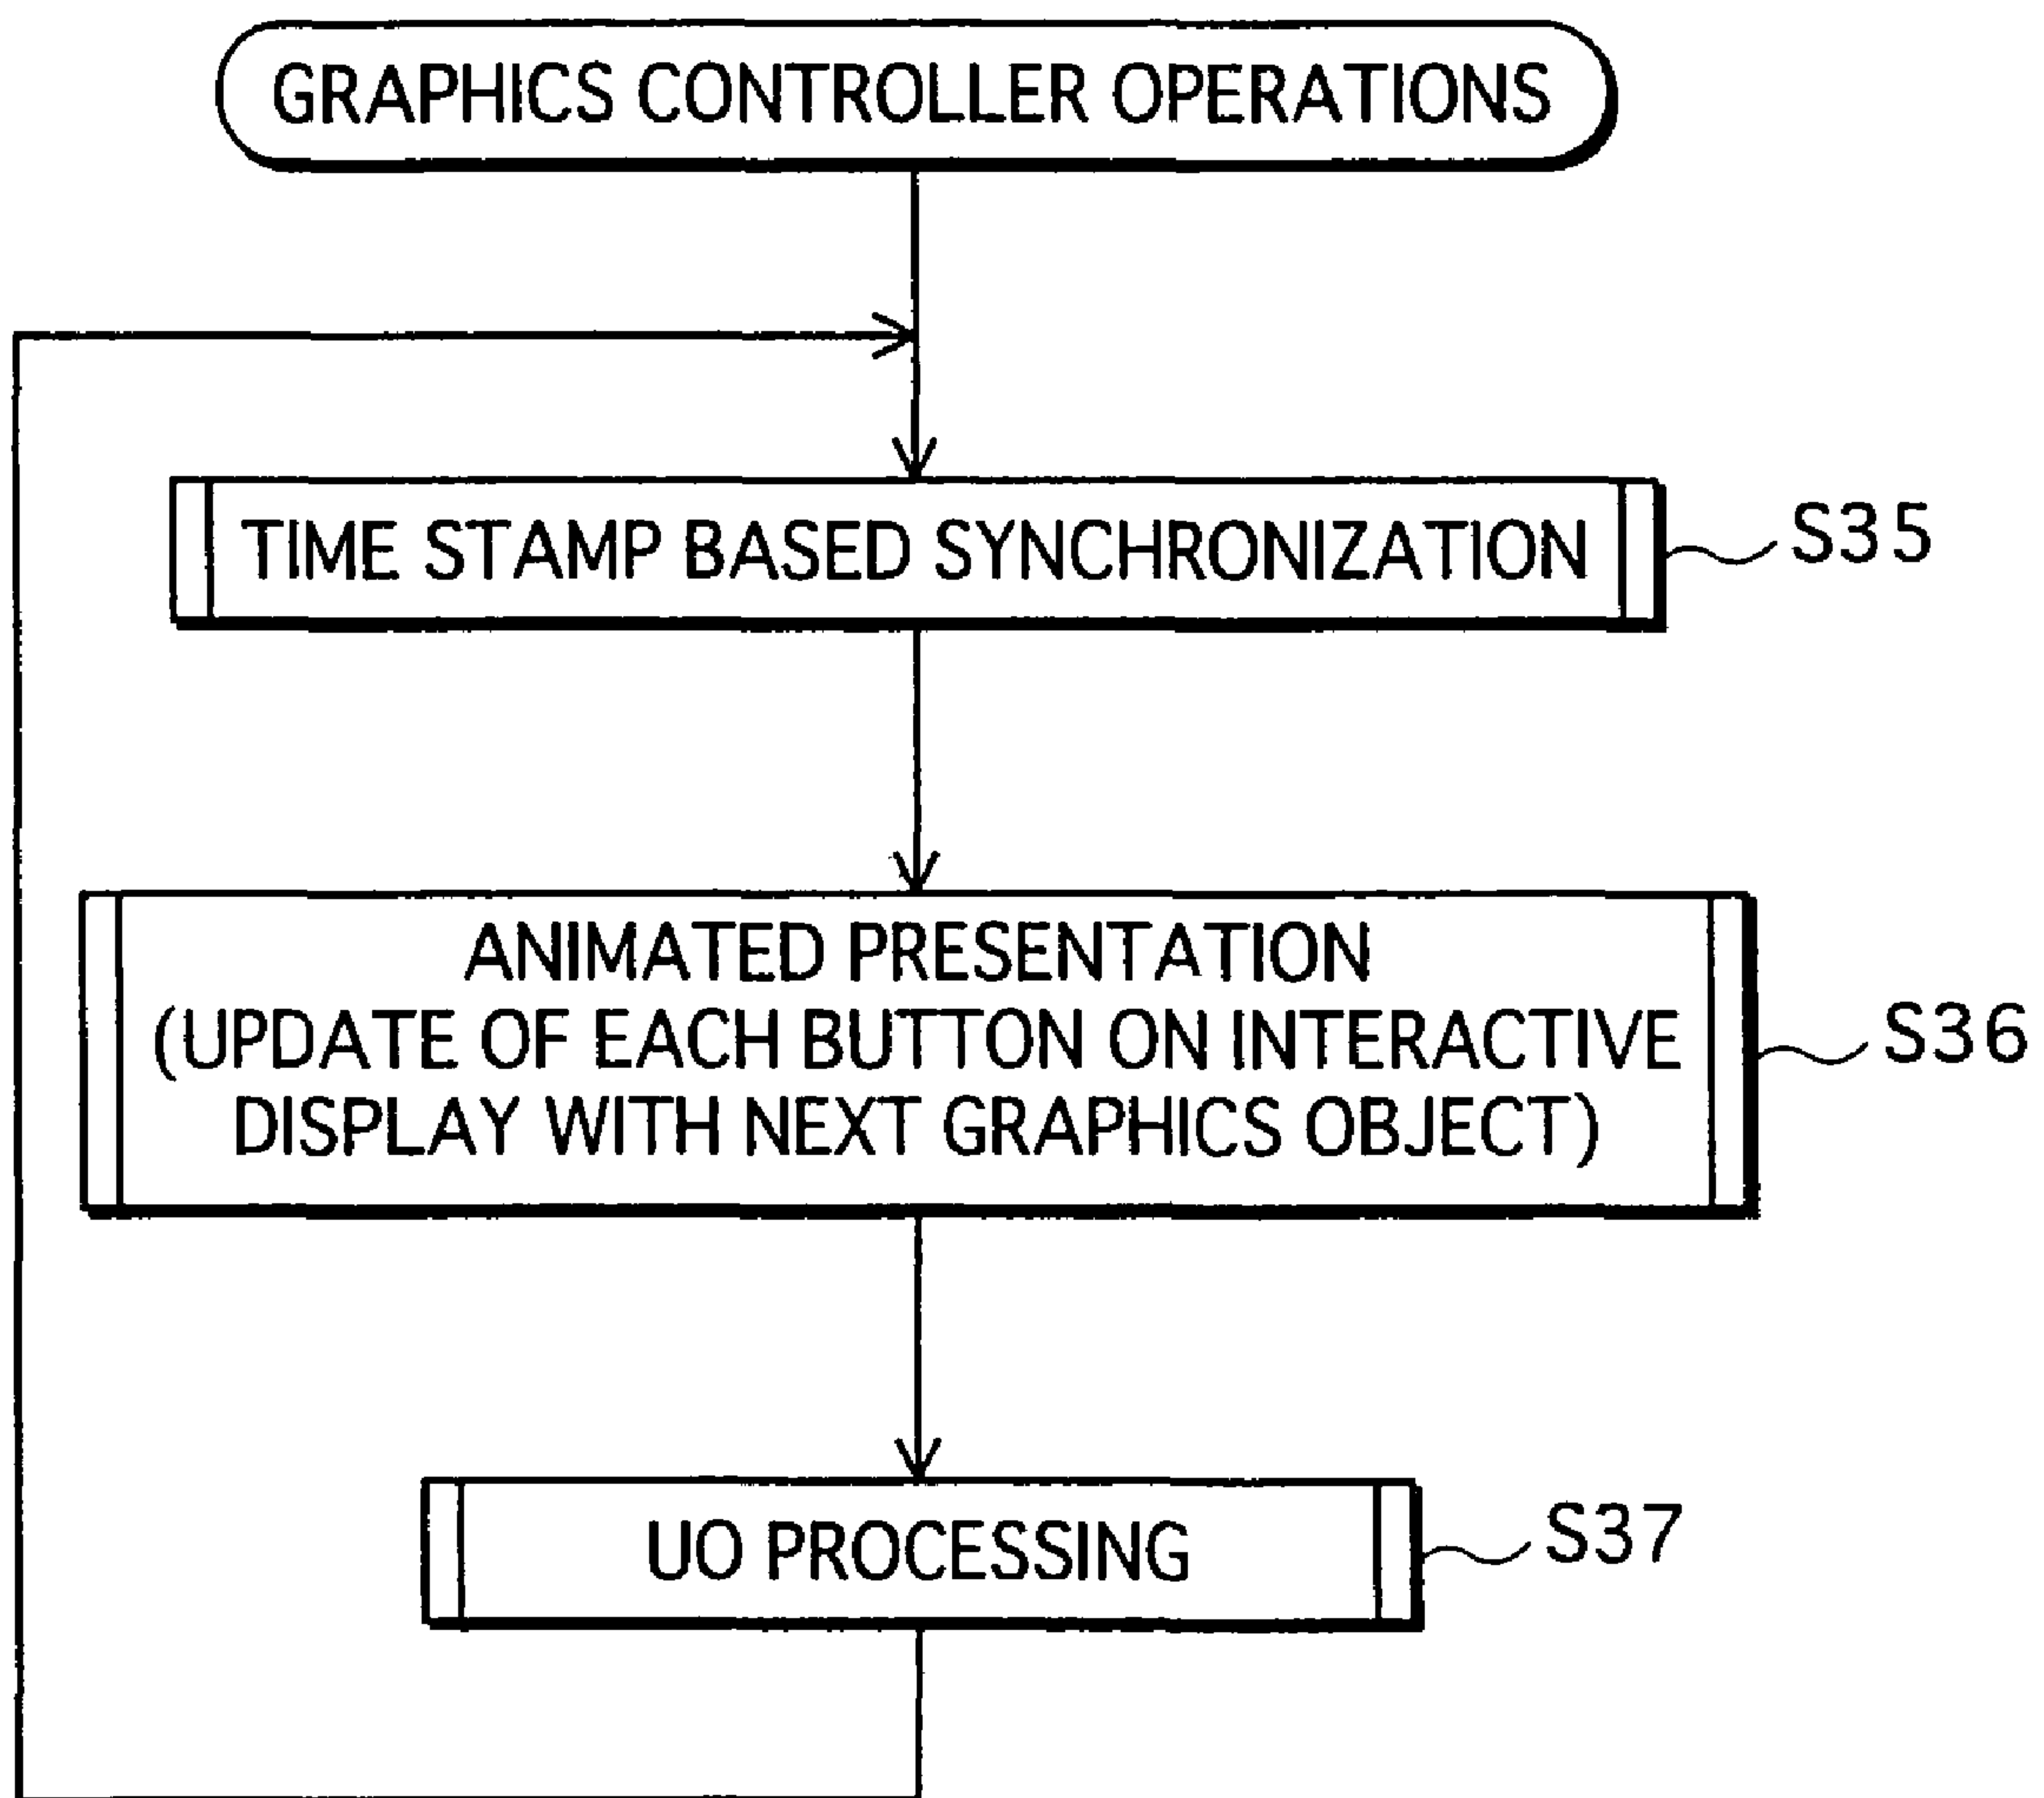 GRAPHICS CONTROLLER OPERATIONS
TIME STAMP BASED SYNCHRONIZATION
S35
ANIMATED PRESENTATION
(UPDATE OF EACH BUTTON ON INTERACTIVE
DISPLAY WITH NEXT GRAPHICS OBJECT)
S36
UO PROCESSING
S37